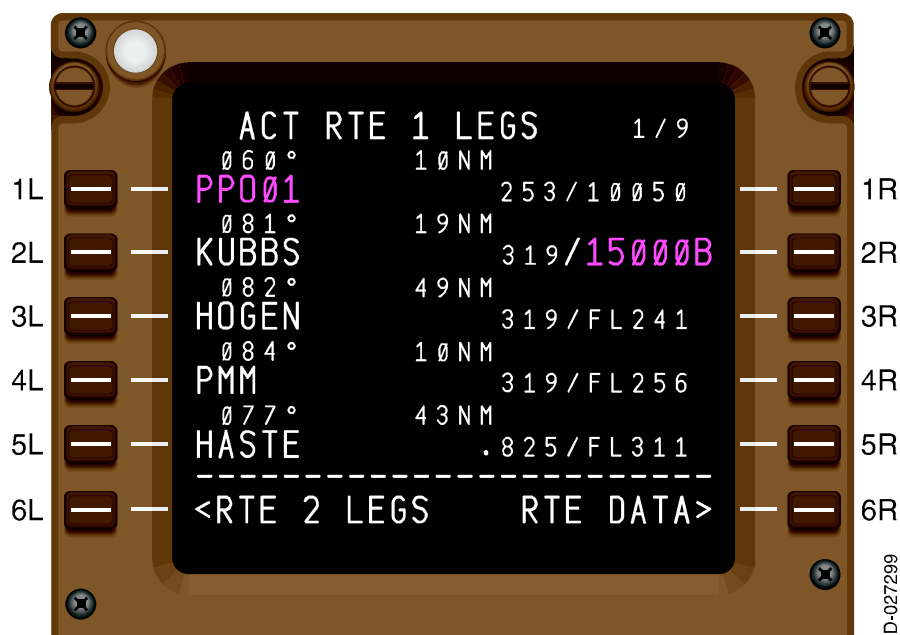 ACT RTE 1 LEGS 1/9
060° 10NM
1L PPO01 253/10050 1R
081° 19NM
2L KUBBS 319/15000B 2R
082° 49NM
3L HOGEN 319/FL241 3R
084° 10NM
4L PMM 319/FL256 4R
077° 43NM
5L HASTE .825/FL311 5R
--------------------------
6L <RTE 2 LEGS RTE DATA> 6R
D-027299